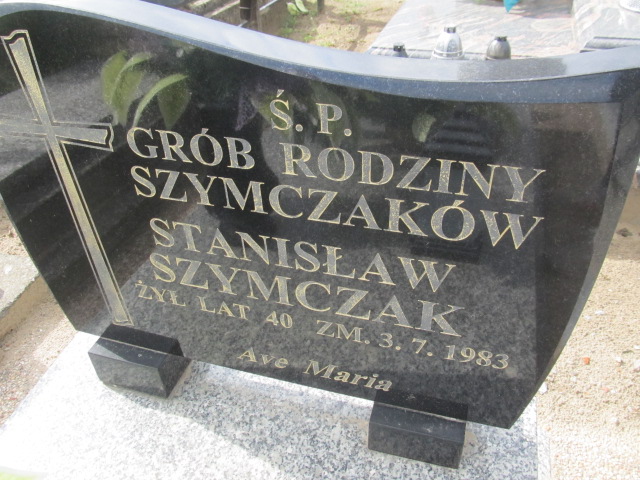 Ś. P.
GRÓB RODZINY
SZYMCZAKÓW
STANISŁAW
SZYMCZAK
ŻYŁ LAT 40 ZM. 3. 7. 1983
Ave Maria